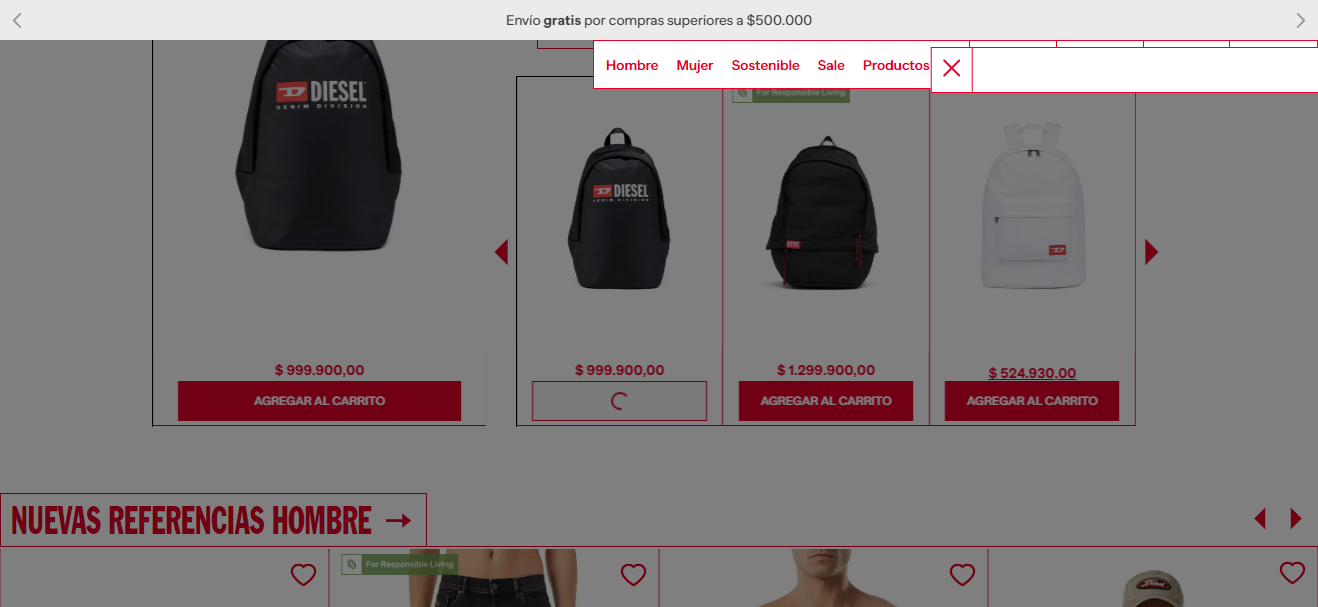 Envío gratis por compras superiores a $500.000
Hombre Mujer Sostenible Sale Productos
For Responsible Living
DIESEL
DENIM DIVISION
DIESEL
DENIM DIVISION
DIESEL
$ 999.900,00
$ 999.900,00
$ 1.299.900,00
$ 524.930,00
AGREGAR AL CARRITO
AGREGAR AL CARRITO
AGREGAR AL CARRITO
NUEVAS REFERENCIAS HOMBRE
For Responsible Living
Diesel